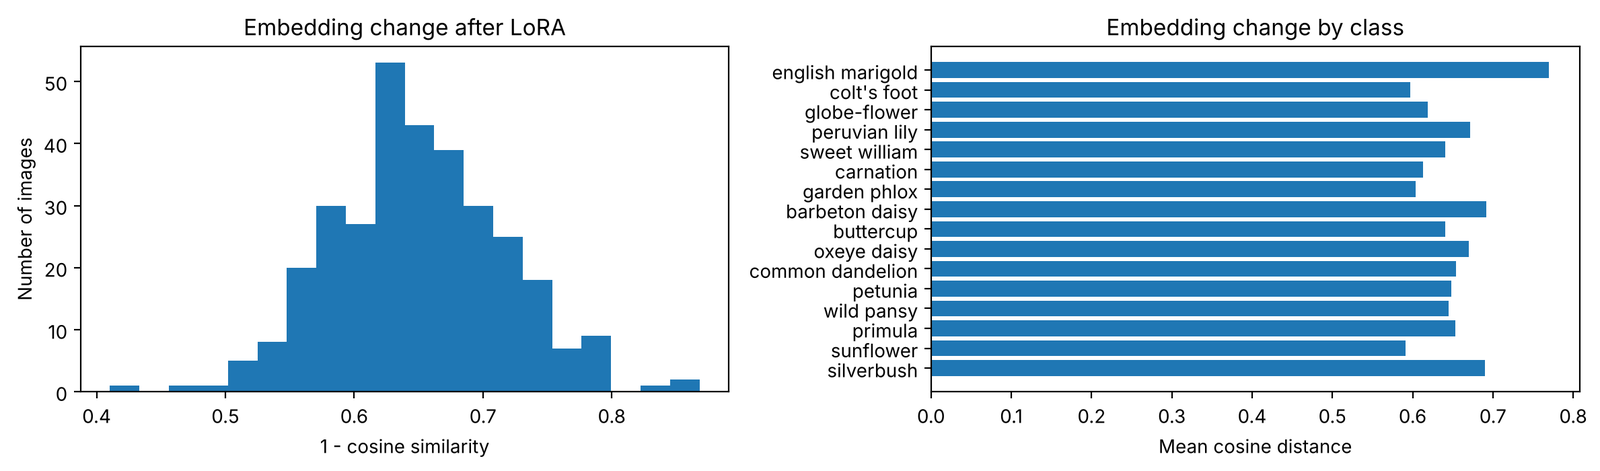 Embedding change after LoRA
Number of images
50
40
30
20
10
0
0.4 0.5 0.6 0.7 0.8
1 - cosine similarity
Embedding change by class
english marigold
colt's foot
globe-flower
peruvian lily
sweet william
carnation
garden phlox
barbeton daisy
buttercup
oxeye daisy
common dandelion
petunia
wild pansy
primula
sunflower
silverbush
0.0 0.1 0.2 0.3 0.4 0.5 0.6 0.7 0.8
Mean cosine distance